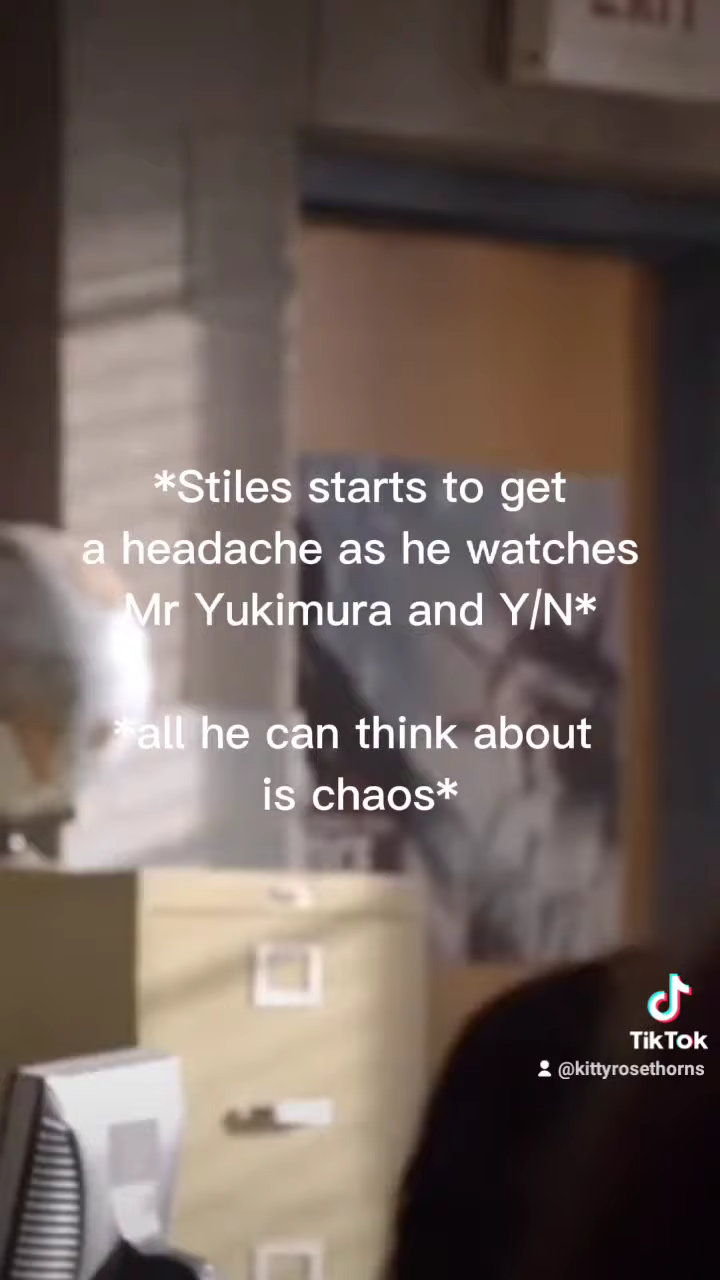 EXIT
*Stiles starts to get
a headache as he watches
Mr Yukimura and Y/N*
*all he can think about
is chaos*
TikTok
@kittyrosethorns